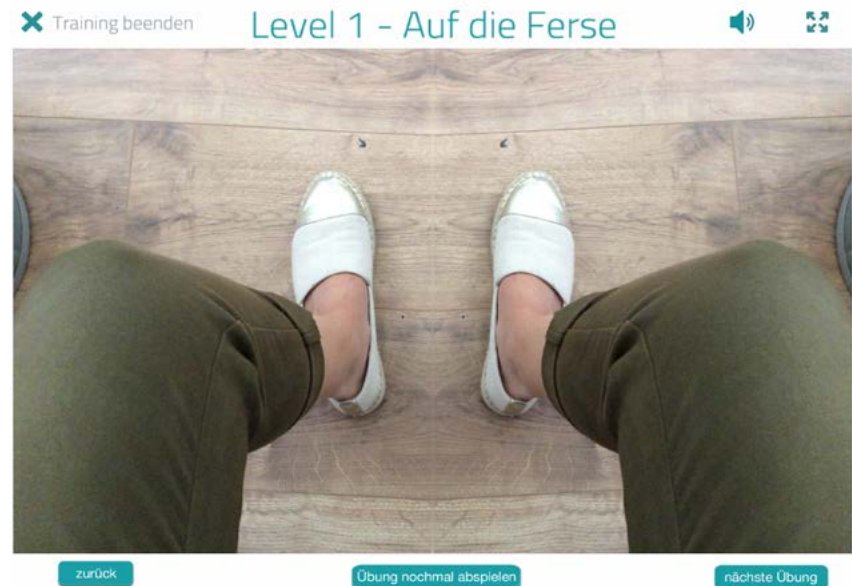 Training beenden
Level 1 - Auf die Ferse
zurück
Übung nochmal abspielen
nächste Übung